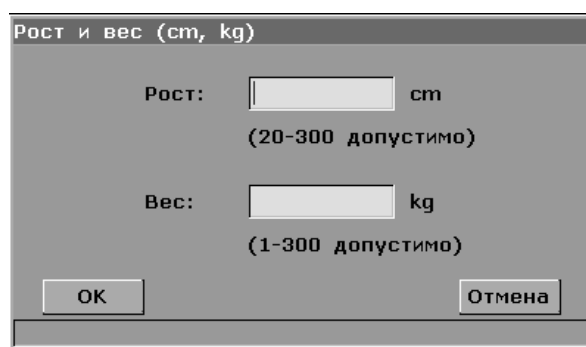 Рост и вес (cm, kg)
Рост: cm
(20-300 допустимо)
Вес: kg
(1-300 допустимо)
OK Отмена